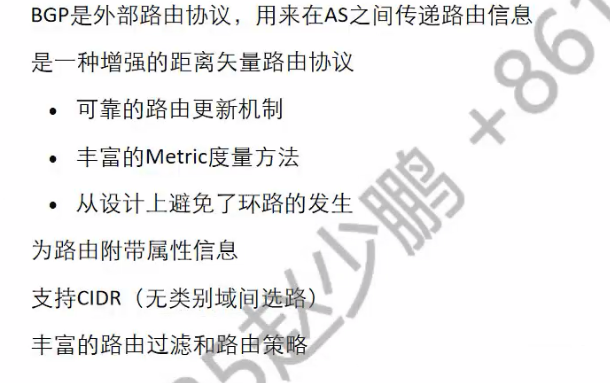 BGP是外部路由协议，用来在AS之间传递路由信息
是一种增强的距离矢量路由协议
• 可靠的路由更新机制
• 丰富的Metric度量方法
• 从设计上避免了环路的发生
为路由附带属性信息
支持CIDR（无类别域间选路）
丰富的路由过滤和路由策略
5赵少鹏 +861